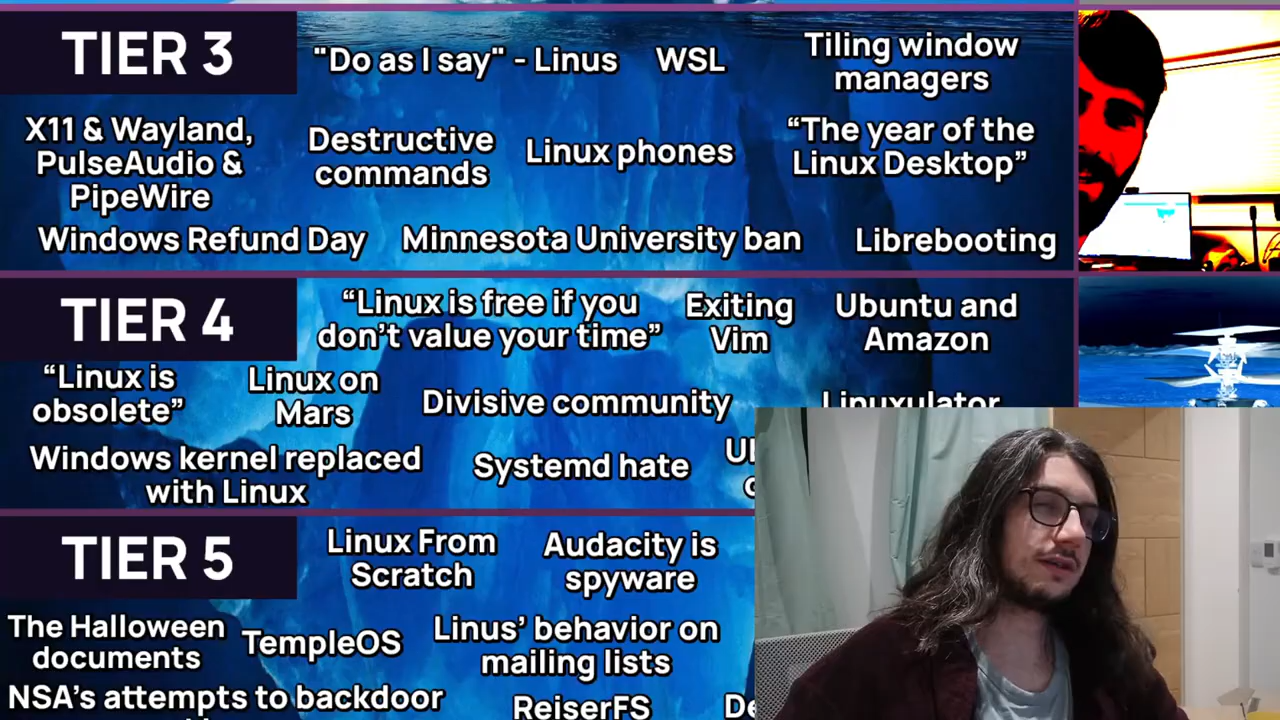 TIER 3
"Do as I say" - Linus
WSL
Tiling window
managers
X11 & Wayland,
PulseAudio &
PipeWire
Destructive
commands
Linux phones
“The year of the
Linux Desktop”
Windows Refund Day
Minnesota University ban
Librebooting
TIER 4
“Linux is free if you
don’t value your time”
Exiting
Vim
Ubuntu and
Amazon
“Linux is
obsolete”
Linux on
Mars
Divisive community
Linuxulator
Windows kernel replaced
with Linux
Systemd hate
TIER 5
Linux From
Scratch
Audacity is
spyware
The Halloween
documents
TempleOS
Linus’ behavior on
mailing lists
NSA’s attempts to backdoor
ReiserFS